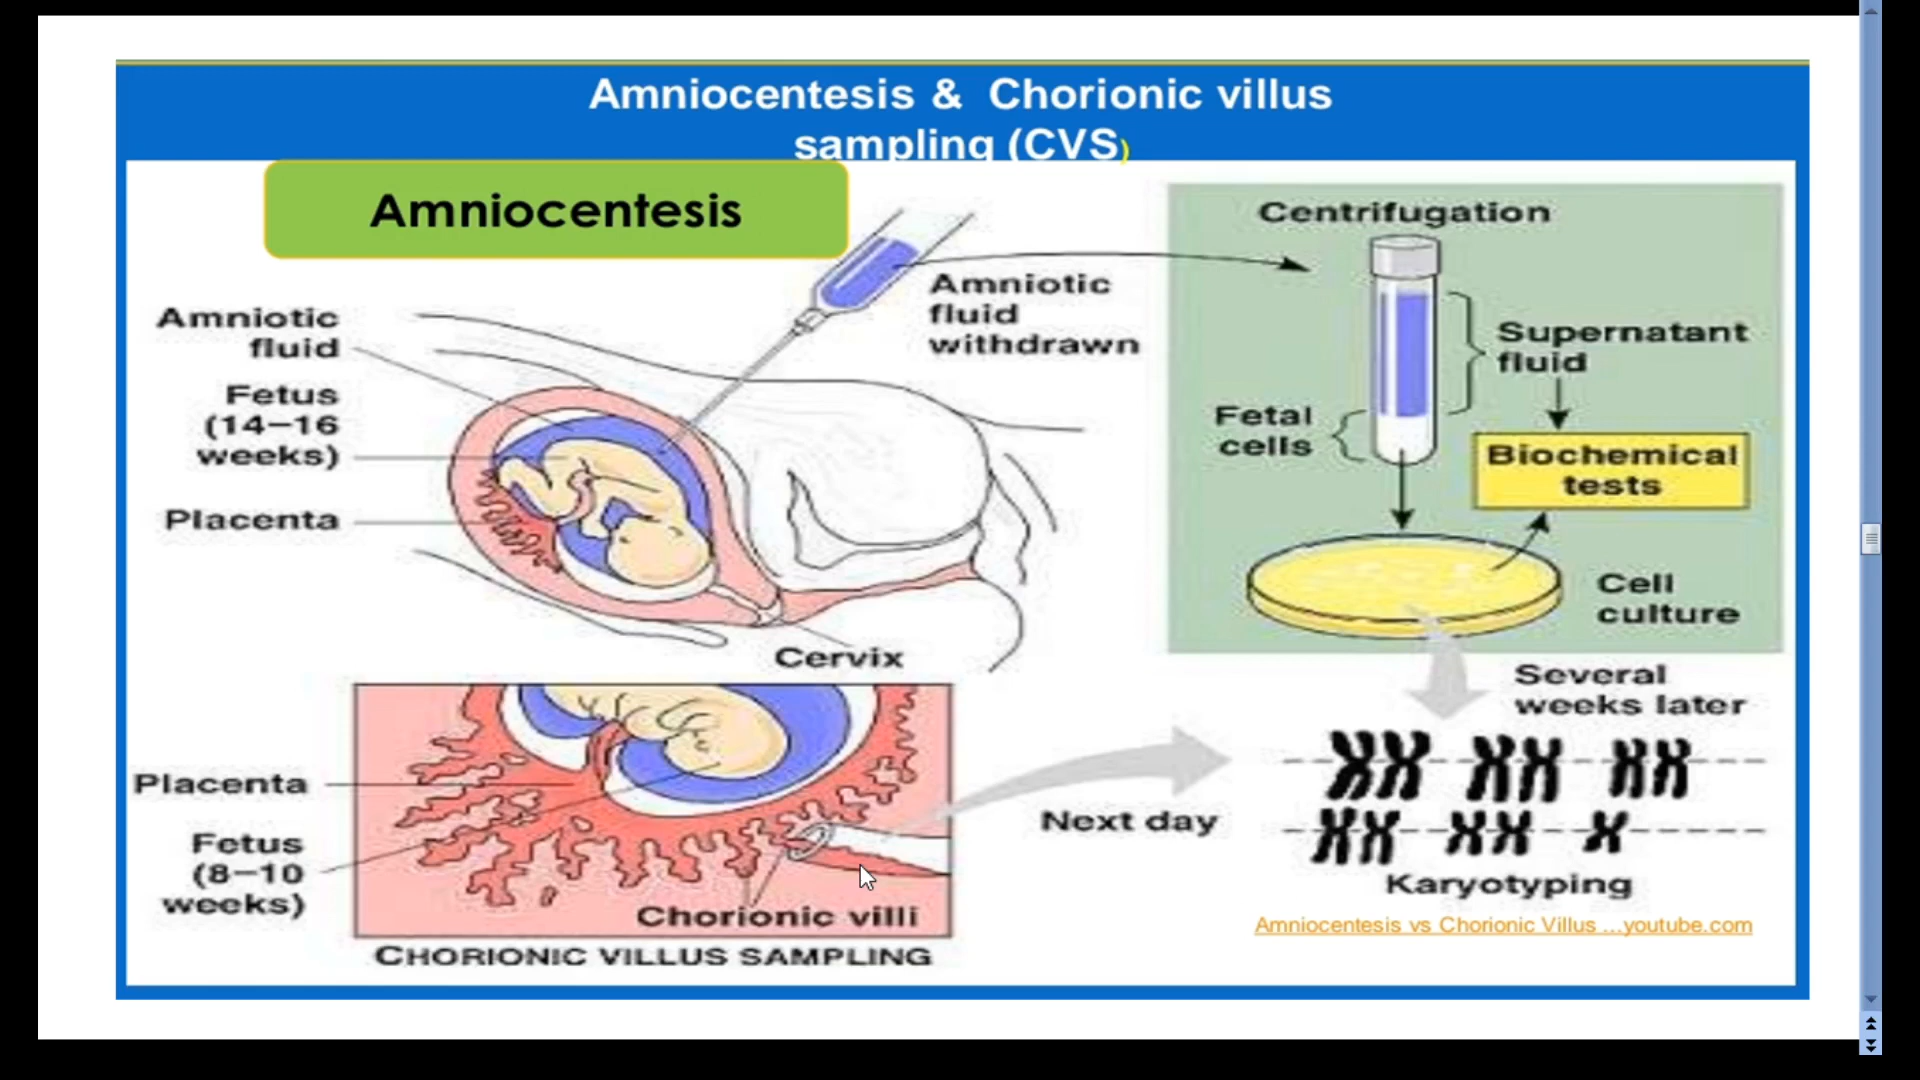 Amniocentesis & Chorionic villus
sampling (CVS)
Amniocentesis
Amniotic
fluid
Fetus
(14–16
weeks)
Placenta
Amniotic
fluid
withdrawn
Cervix
Centrifugation
Supernatant
fluid
Fetal
cells
Biochemical
tests
Cell
culture
Several
weeks later
Placenta
Fetus
(8–10
weeks)
Chorionic villi
CHORIONIC VILLUS SAMPLING
Next day
Karyotyping
Amniocentesis vs Chorionic Villus ...youtube.com